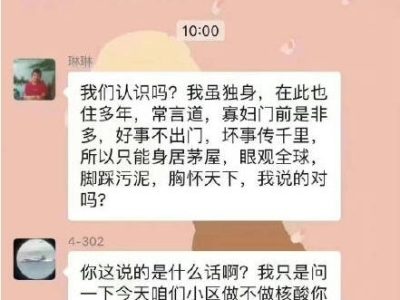 10:00
琳琳
我们认识吗？我虽独身，在此也
住多年，常言道，寡妇门前是非
多，好事不出门，坏事传千里，
所以只能身居茅屋，眼观全球，
脚踩污泥，胸怀天下，我说的对
吗？
4-302
你这说的是什么话啊？我只是问
一下今天咱们小区做不做核酸你